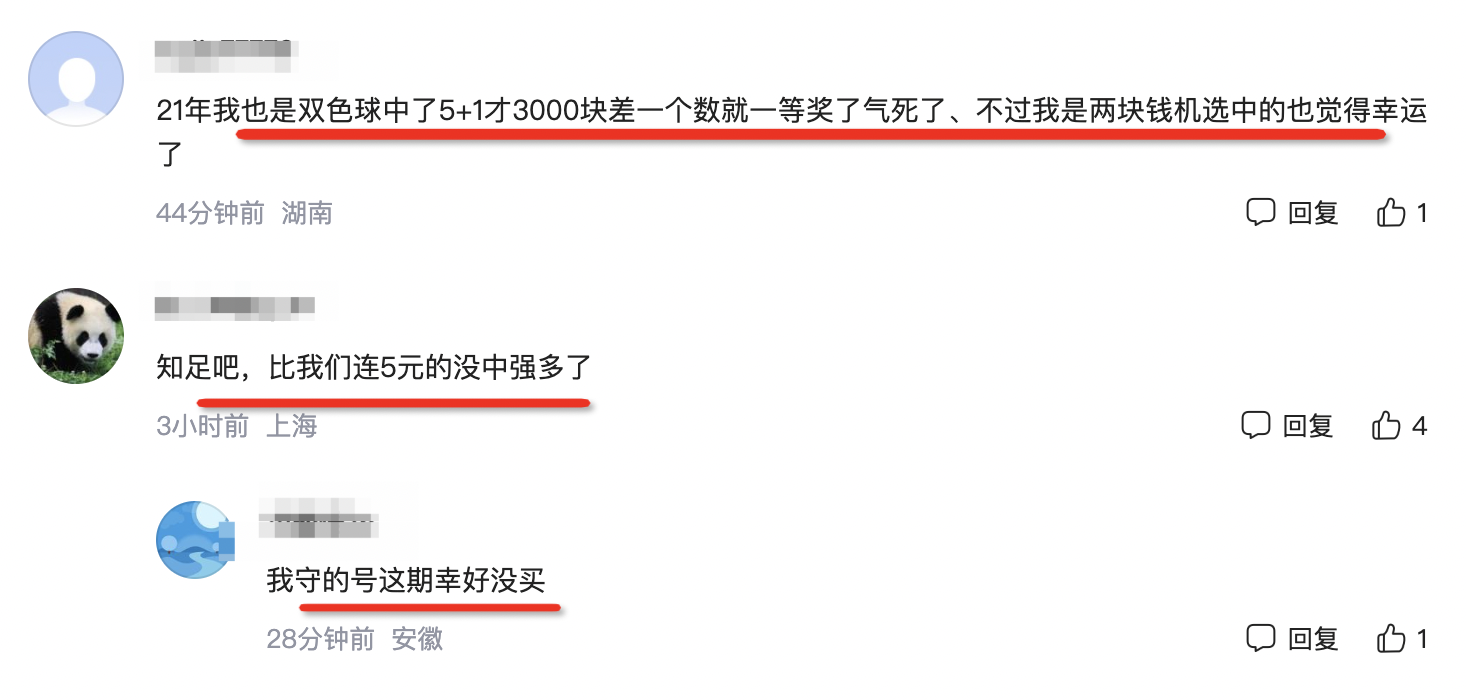 21年我也是双色球中了5+1才3000块差一个数就一等奖了气死了、不过我是两块钱机选中的也觉得幸运
了
44分钟前 湖南
回复 1
知足吧，比我们连5元的没中强多了
3小时前 上海
回复 4
我守的号这期幸好没买
28分钟前 安徽
回复 1